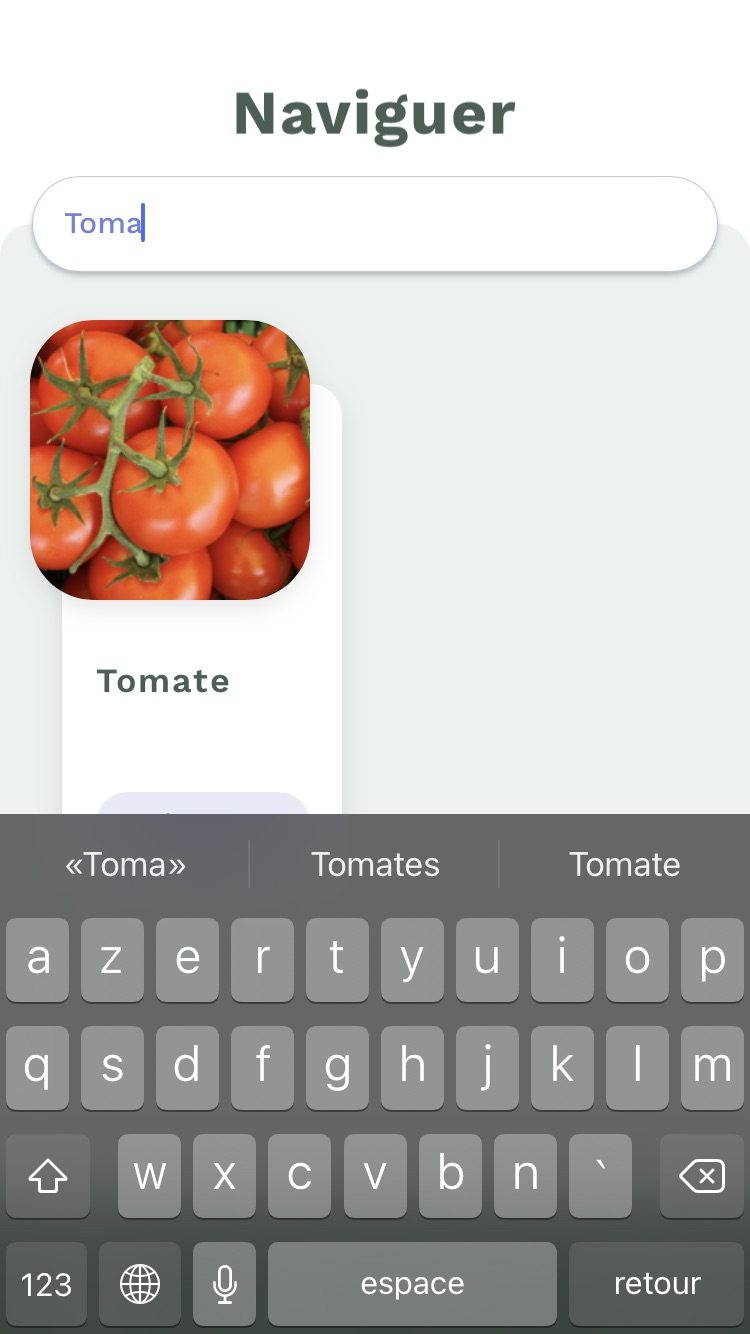 Naviguer
Toma
Tomate
«Toma» Tomates Tomate
a z e r t y u i o p
q s d f g h j k l m
w x c v b n `
123 espace retour